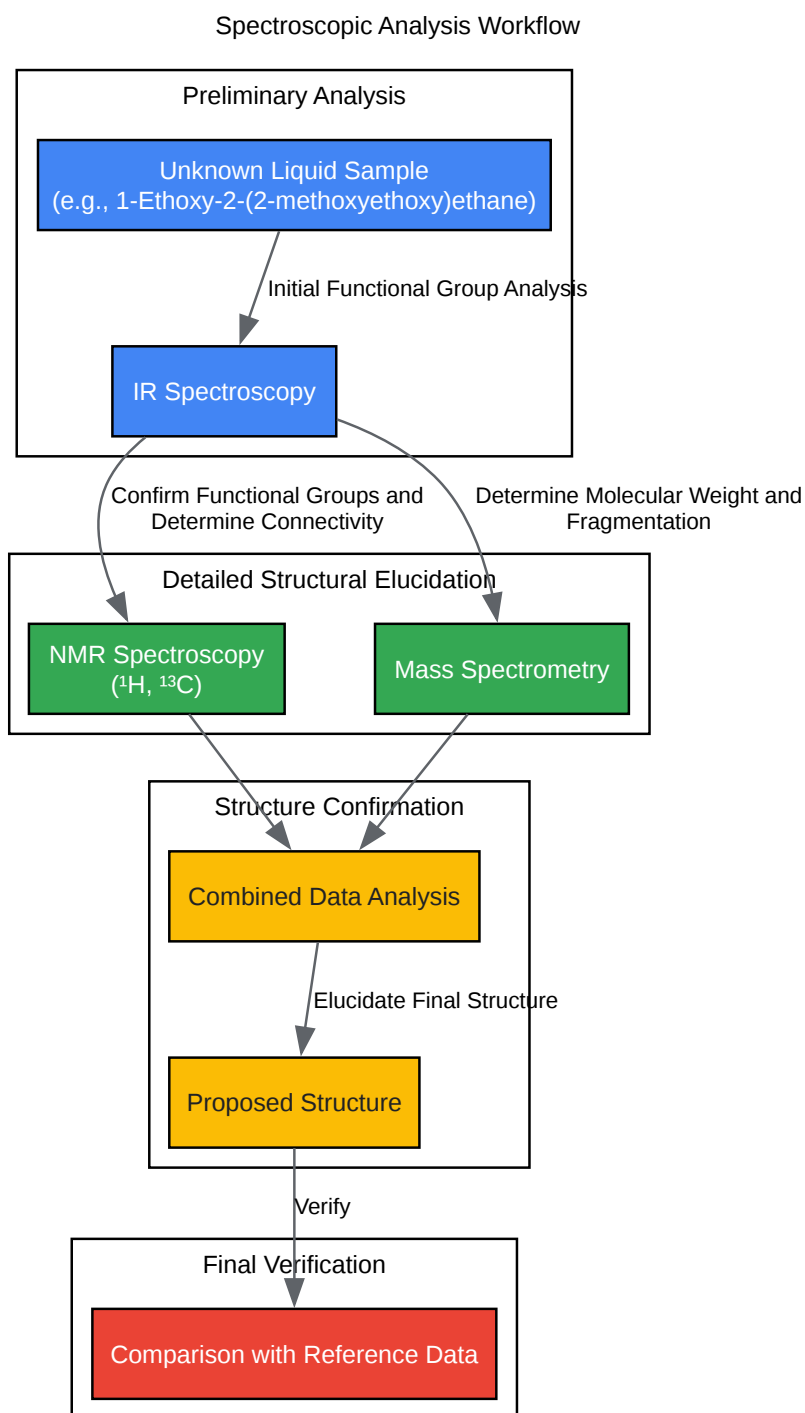 Spectroscopic Analysis Workflow
Preliminary Analysis
Unknown Liquid Sample
(e.g., 1-Ethoxy-2-(2-methoxyethoxy)ethane)
Initial Functional Group Analysis
IR Spectroscopy
Confirm Functional Groups and
Determine Connectivity
Determine Molecular Weight and
Fragmentation
Detailed Structural Elucidation
NMR Spectroscopy
(¹H, ¹³C)
Mass Spectrometry
Structure Confirmation
Combined Data Analysis
Elucidate Final Structure
Proposed Structure
Verify
Final Verification
Comparison with Reference Data